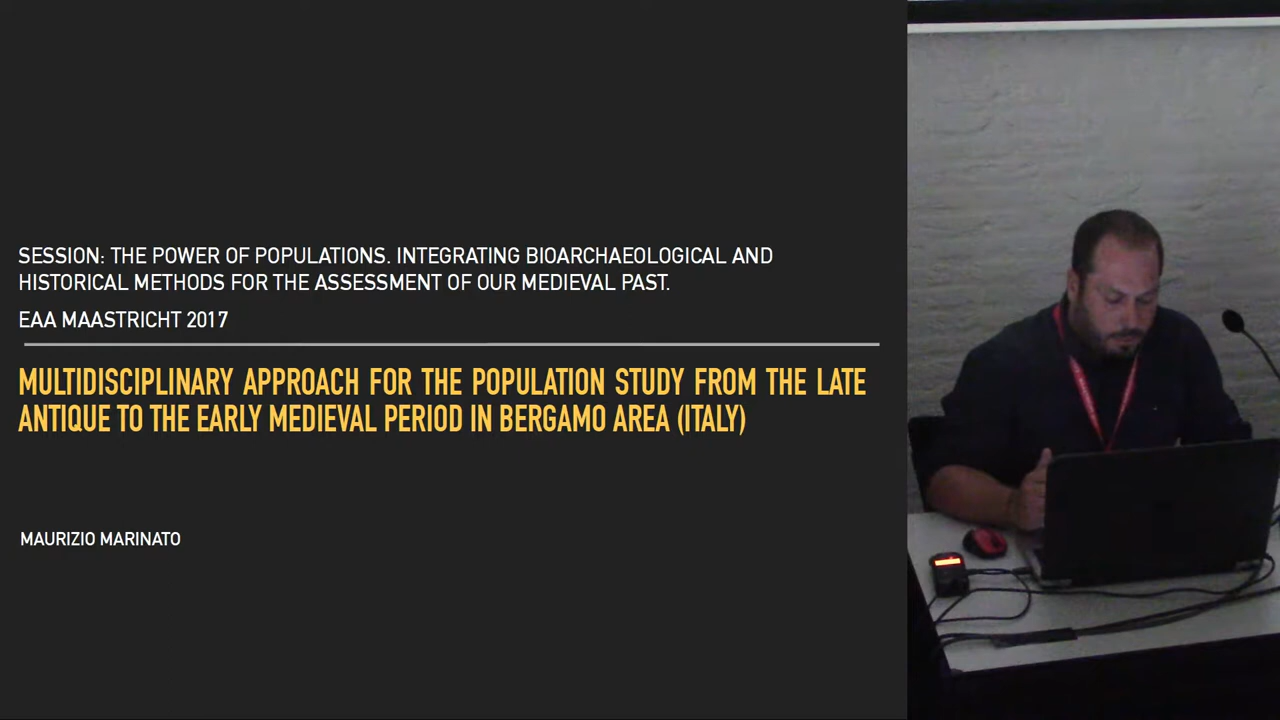 SESSION: THE POWER OF POPULATIONS. INTEGRATING BIOARCHAEOLOGICAL AND
HISTORICAL METHODS FOR THE ASSESSMENT OF OUR MEDIEVAL PAST.
EAA MAASTRICHT 2017
MULTIDISCIPLINARY APPROACH FOR THE POPULATION STUDY FROM THE LATE
ANTIQUE TO THE EARLY MEDIEVAL PERIOD IN BERGAMO AREA (ITALY)
MAURIZIO MARINATO